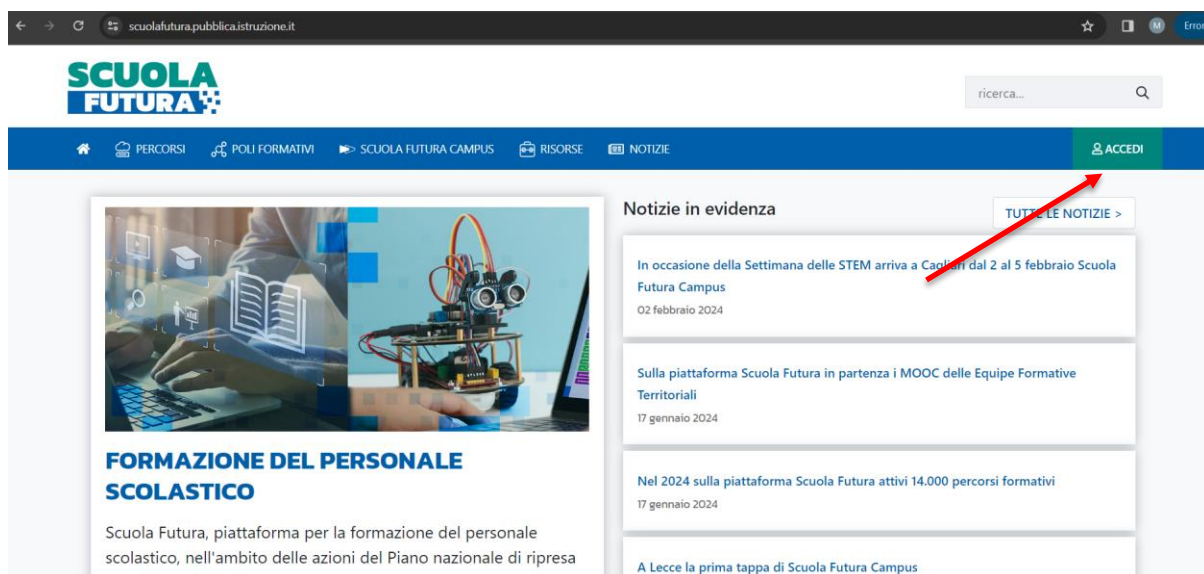 scuolafutura.pubblica.istruzione.it
M
Error
SCUOLA
FUTURA
ricerca...
PERCORSI
POLI FORMATIVI
SCUOLA FUTURA CAMPUS
RISORSE
NOTIZIE
ACCEDI
FORMAZIONE DEL PERSONALE
SCOLASTICO
Scuola Futura, piattaforma per la formazione del personale
scolastico, nell'ambito delle azioni del Piano nazionale di ripresa
Notizie in evidenza
TUTTE LE NOTIZIE >
In occasione della Settimana delle STEM arriva a Cagliari dal 2 al 5 febbraio Scuola
Futura Campus
02 febbraio 2024
Sulla piattaforma Scuola Futura in partenza i MOOC delle Equipe Formative
Territoriali
17 gennaio 2024
Nel 2024 sulla piattaforma Scuola Futura attivi 14.000 percorsi formativi
17 gennaio 2024
A Lecce la prima tappa di Scuola Futura Campus